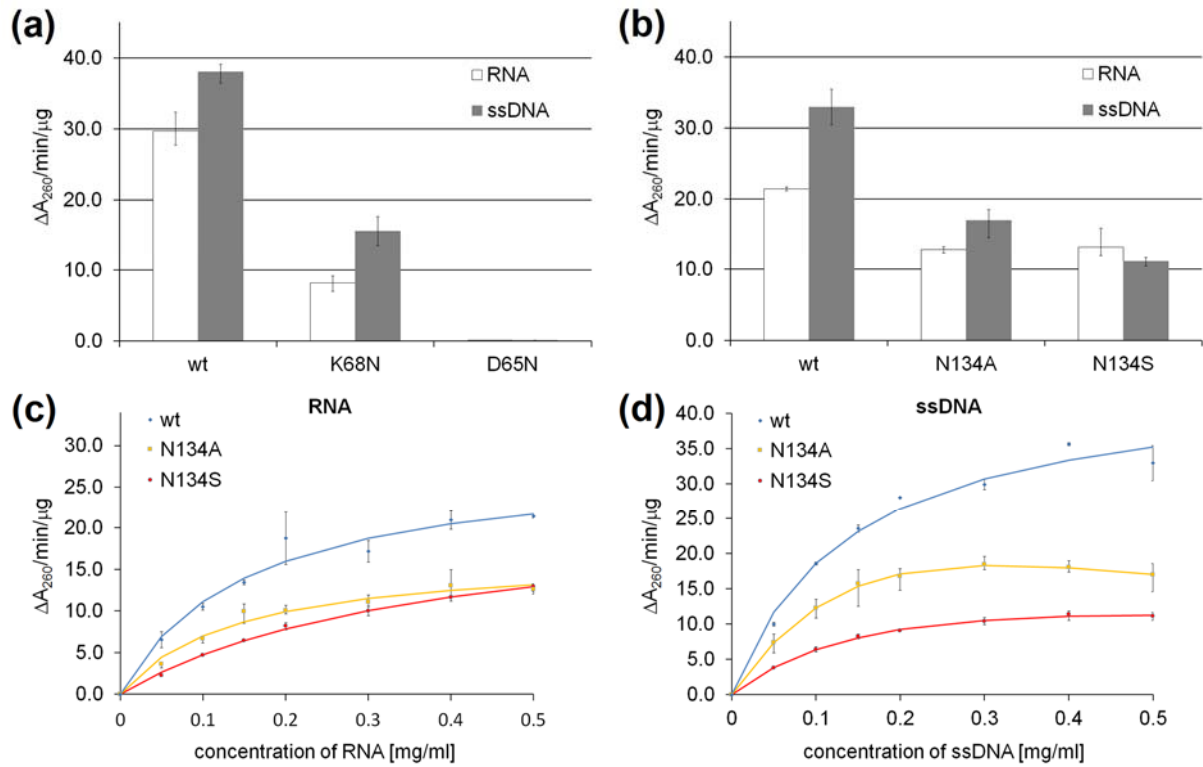 (a)
ΔA260/min/µg
40.0
30.0
20.0
10.0
0.0
RNA
ssDNA
wt K68N D65N
(b)
ΔA260/min/µg
40.0
30.0
20.0
10.0
0.0
RNA
ssDNA
wt N134A N134S
(c)
RNA
ΔA260/min/µg
30.0
25.0
20.0
15.0
10.0
5.0
0.0
wt
N134A
N134S
0 0.1 0.2 0.3 0.4 0.5
concentration of RNA [mg/ml]
(d)
ssDNA
ΔA260/min/µg
40.0
35.0
30.0
25.0
20.0
15.0
10.0
5.0
0.0
wt
N134A
N134S
0 0.1 0.2 0.3 0.4 0.5
concentration of ssDNA [mg/ml]